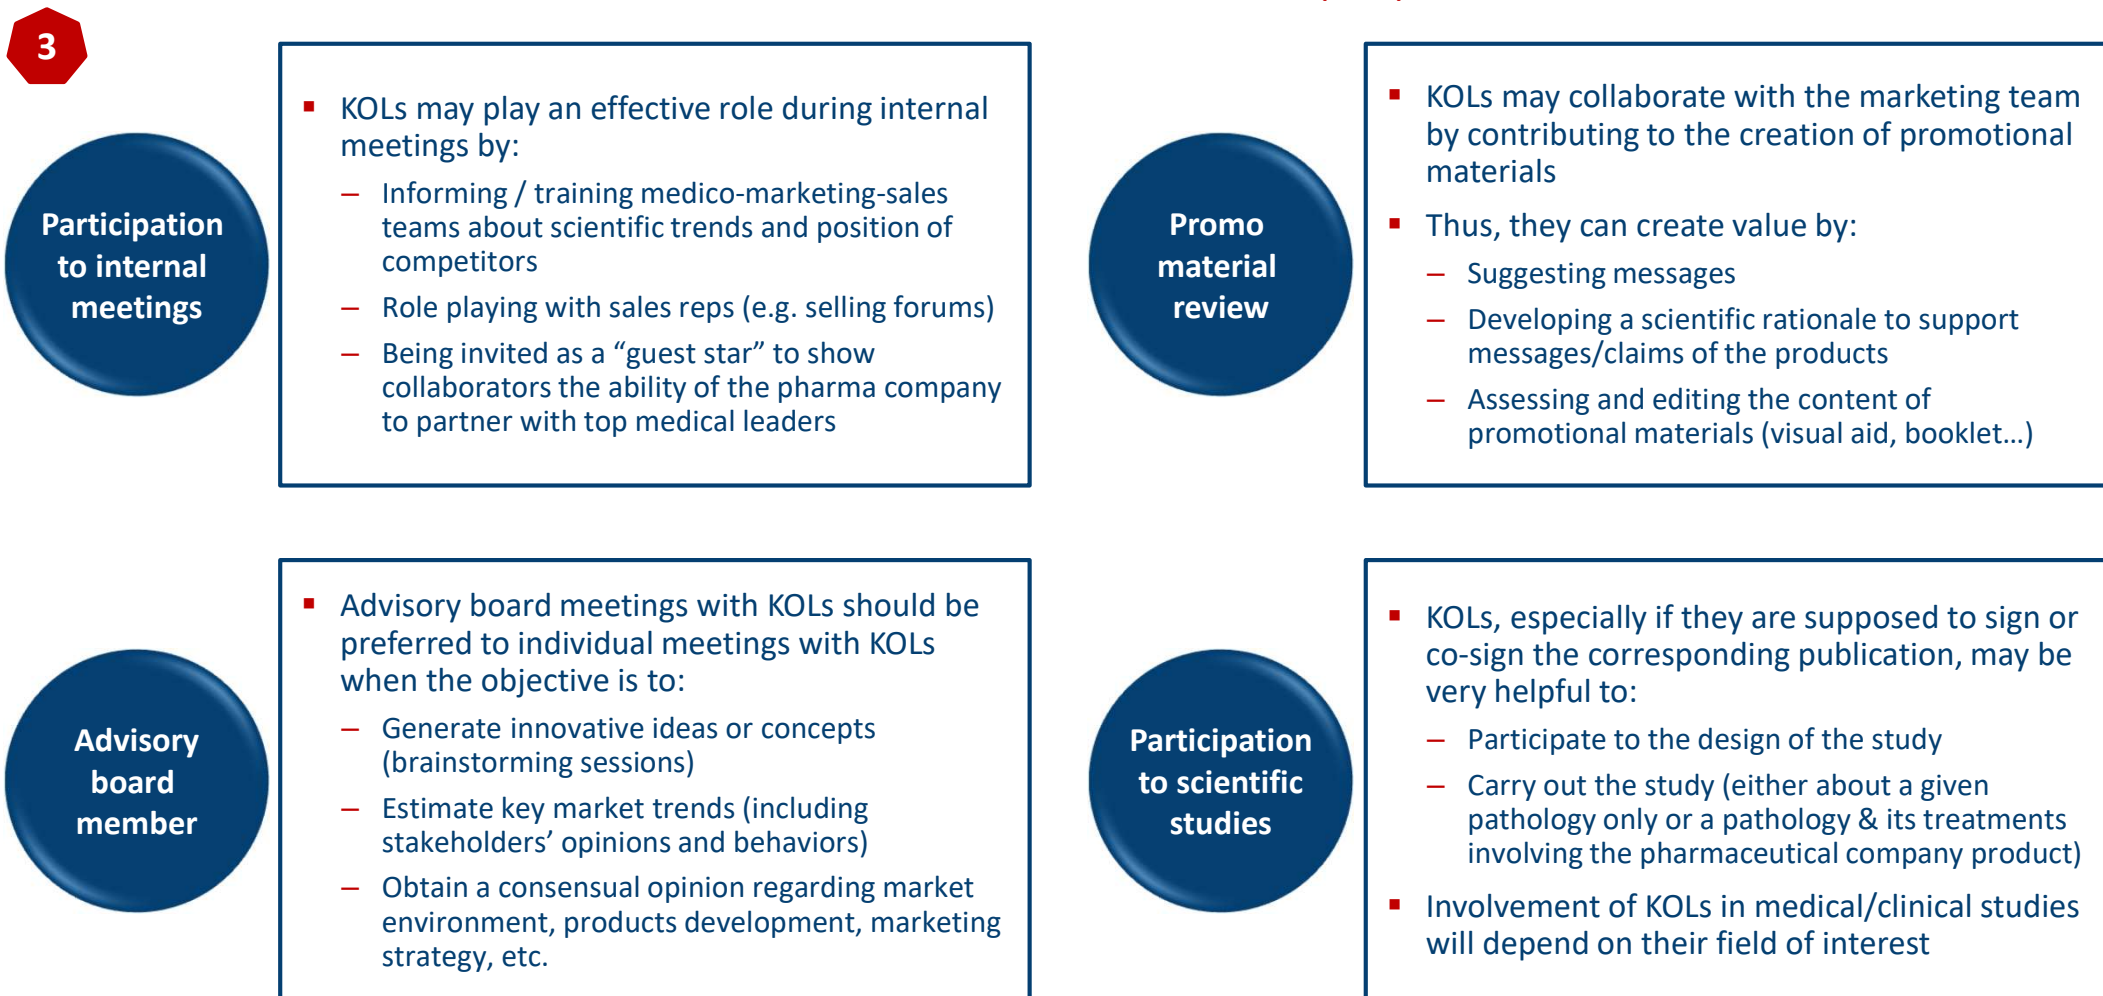 3
Participation
to internal
meetings
▪ KOLs may play an effective role during internal
meetings by:
– Informing / training medico-marketing-sales
teams about scientific trends and position of
competitors
– Role playing with sales reps (e.g. selling forums)
– Being invited as a “guest star” to show
collaborators the ability of the pharma company
to partner with top medical leaders
Promo
material
review
▪ KOLs may collaborate with the marketing team
by contributing to the creation of promotional
materials
▪ Thus, they can create value by:
– Suggesting messages
– Developing a scientific rationale to support
messages/claims of the products
– Assessing and editing the content of
promotional materials (visual aid, booklet…)
Advisory
board
member
▪ Advisory board meetings with KOLs should be
preferred to individual meetings with KOLs
when the objective is to:
– Generate innovative ideas or concepts
(brainstorming sessions)
– Estimate key market trends (including
stakeholders’ opinions and behaviors)
– Obtain a consensual opinion regarding market
environment, products development, marketing
strategy, etc.
Participation
to scientific
studies
▪ KOLs, especially if they are supposed to sign or
co-sign the corresponding publication, may be
very helpful to:
– Participate to the design of the study
– Carry out the study (either about a given
pathology only or a pathology & its treatments
involving the pharmaceutical company product)
▪ Involvement of KOLs in medical/clinical studies
will depend on their field of interest